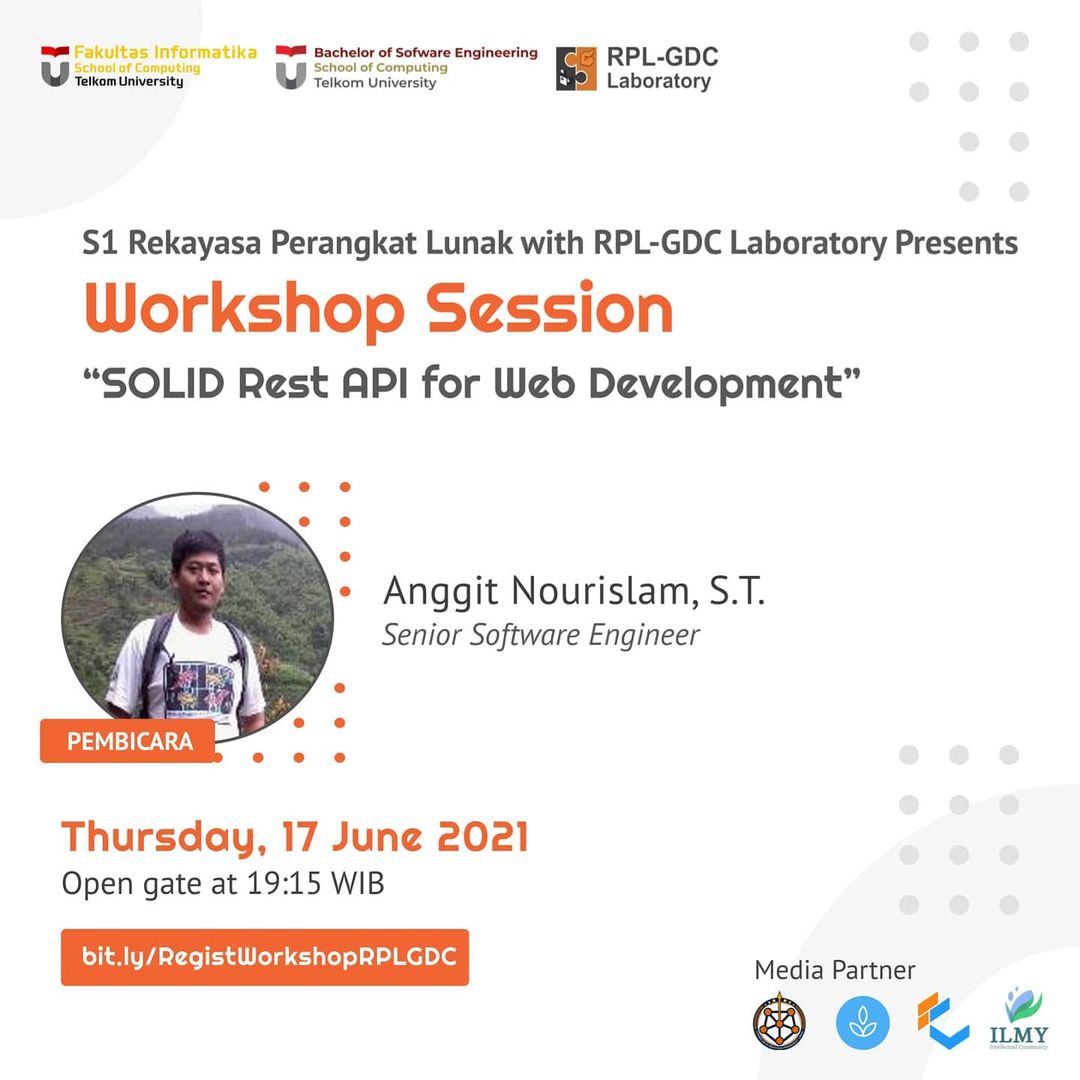 Fakultas Informatika
School of Computing
Telkom University
Bachelor of Sofware Engineering
School of Computing
Telkom University
RPL-GDC
Laboratory
S1 Rekayasa Perangkat Lunak with RPL-GDC Laboratory Presents
Workshop Session
“SOLID Rest API for Web Development”
Anggit Nourislam, S.T.
Senior Software Engineer
PEMBICARA
Thursday, 17 June 2021
Open gate at 19:15 WIB
bit.ly/RegistWorkshopRPLGDC
Media Partner
ILMY
Intellectual Community